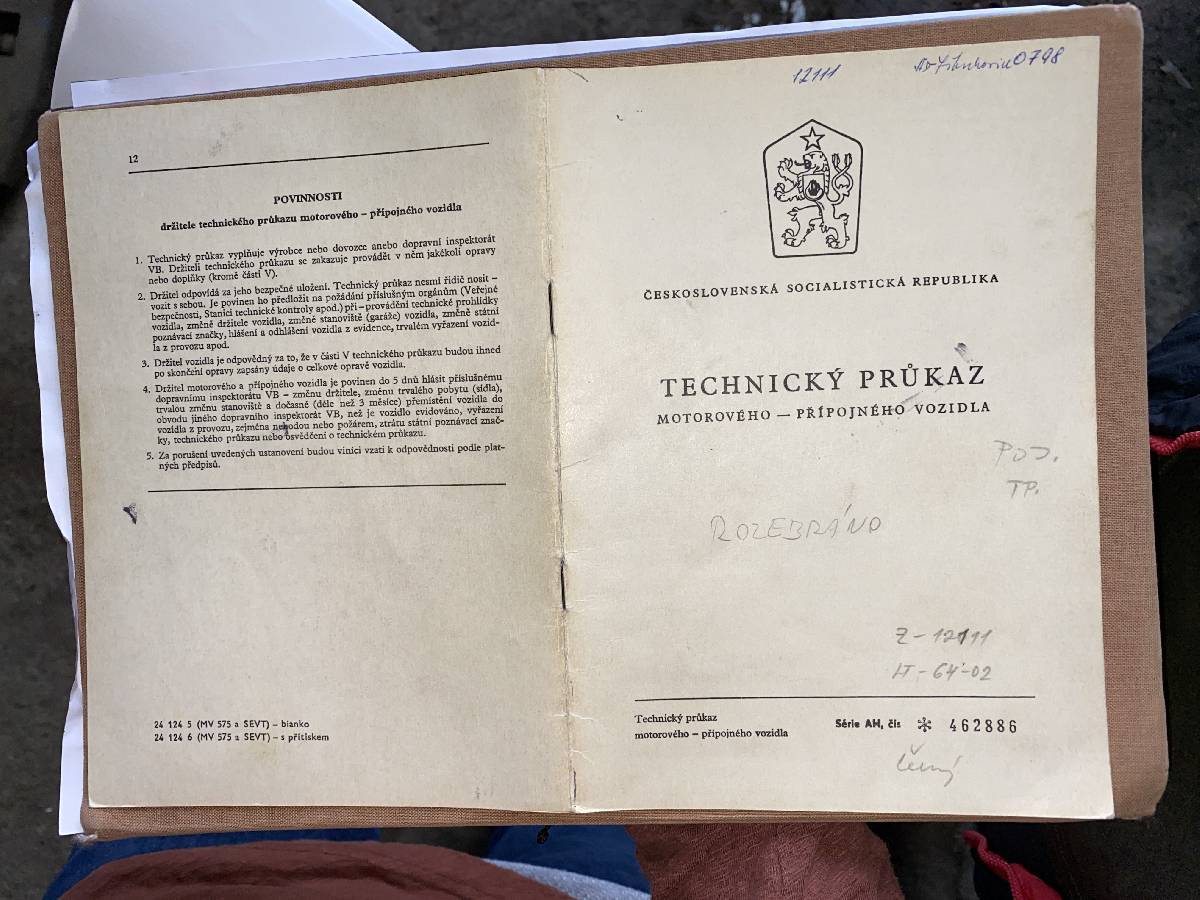 12
POVINNOSTI
držitele technického průkazu motorového – přípojného vozidla
1. Technický průkaz vyplňuje výrobce nebo dovozce anebo dopravní inspektorát
VB. Držiteli technického průkazu se zakazuje provádět v něm jakékoli opravy
nebo doplňky (kromě části V).
2. Držitel odpovídá za jeho bezpečné uložení. Technický průkaz nesmí řidič nosit –
vozit s sebou. Je povinen ho předložit na požádání příslušným orgánům (Veřejné
bezpečnosti, Stanici technické kontroly apod.) při – provádění technické prohlídky
vozidla, změně držitele vozidla, změně stanoviště (garáže) vozidla, změně státní
poznávací značky, hlášení a odhlášení vozidla z evidence, trvalém vyřazení vozid-
la z provozu apod.
3. Držitel vozidla je odpovědný za to, že v části V technického průkazu budou ihned
po skončení opravy zapsány údaje o celkové opravě vozidla.
4. Držitel motorového a přípojného vozidla je povinen do 5 dnů hlásit příslušnému
dopravnímu inspektorátu VB – změnu držitele, změnu trvalého pobytu (sídla),
trvalou změnu stanoviště a dočasné (déle než 3 měsíce) přemístění vozidla do
obvodu jiného dopravního inspektorát VB, než je vozidlo evidováno, vyřazení
vozidla z provozu, zejména nehodou nebo požárem, ztrátu státní poznávací znač-
ky, technického průkazu nebo osvědčení o technickém průkazu.
5. Za porušení uvedených ustanovení budou viníci vzati k odpovědnosti podle plat-
ných předpisů.
24 124 5 (MV 575 a SEVT) – bianko
24 124 6 (MV 575 a SEVT) – s přítiskem
12111
0798
ČESKOSLOVENSKÁ SOCIALISTICKÁ REPUBLIKA
TECHNICKÝ PRŮKAZ
MOTOROVÉHO — PŘÍPOJNÉHO VOZIDLA
POJ.
TP.
ROZEBRÁNO
Z - 12111
LT - 64-02
Technický průkaz
motorového – přípojného vozidla
Série AH, čís ✻ 462886